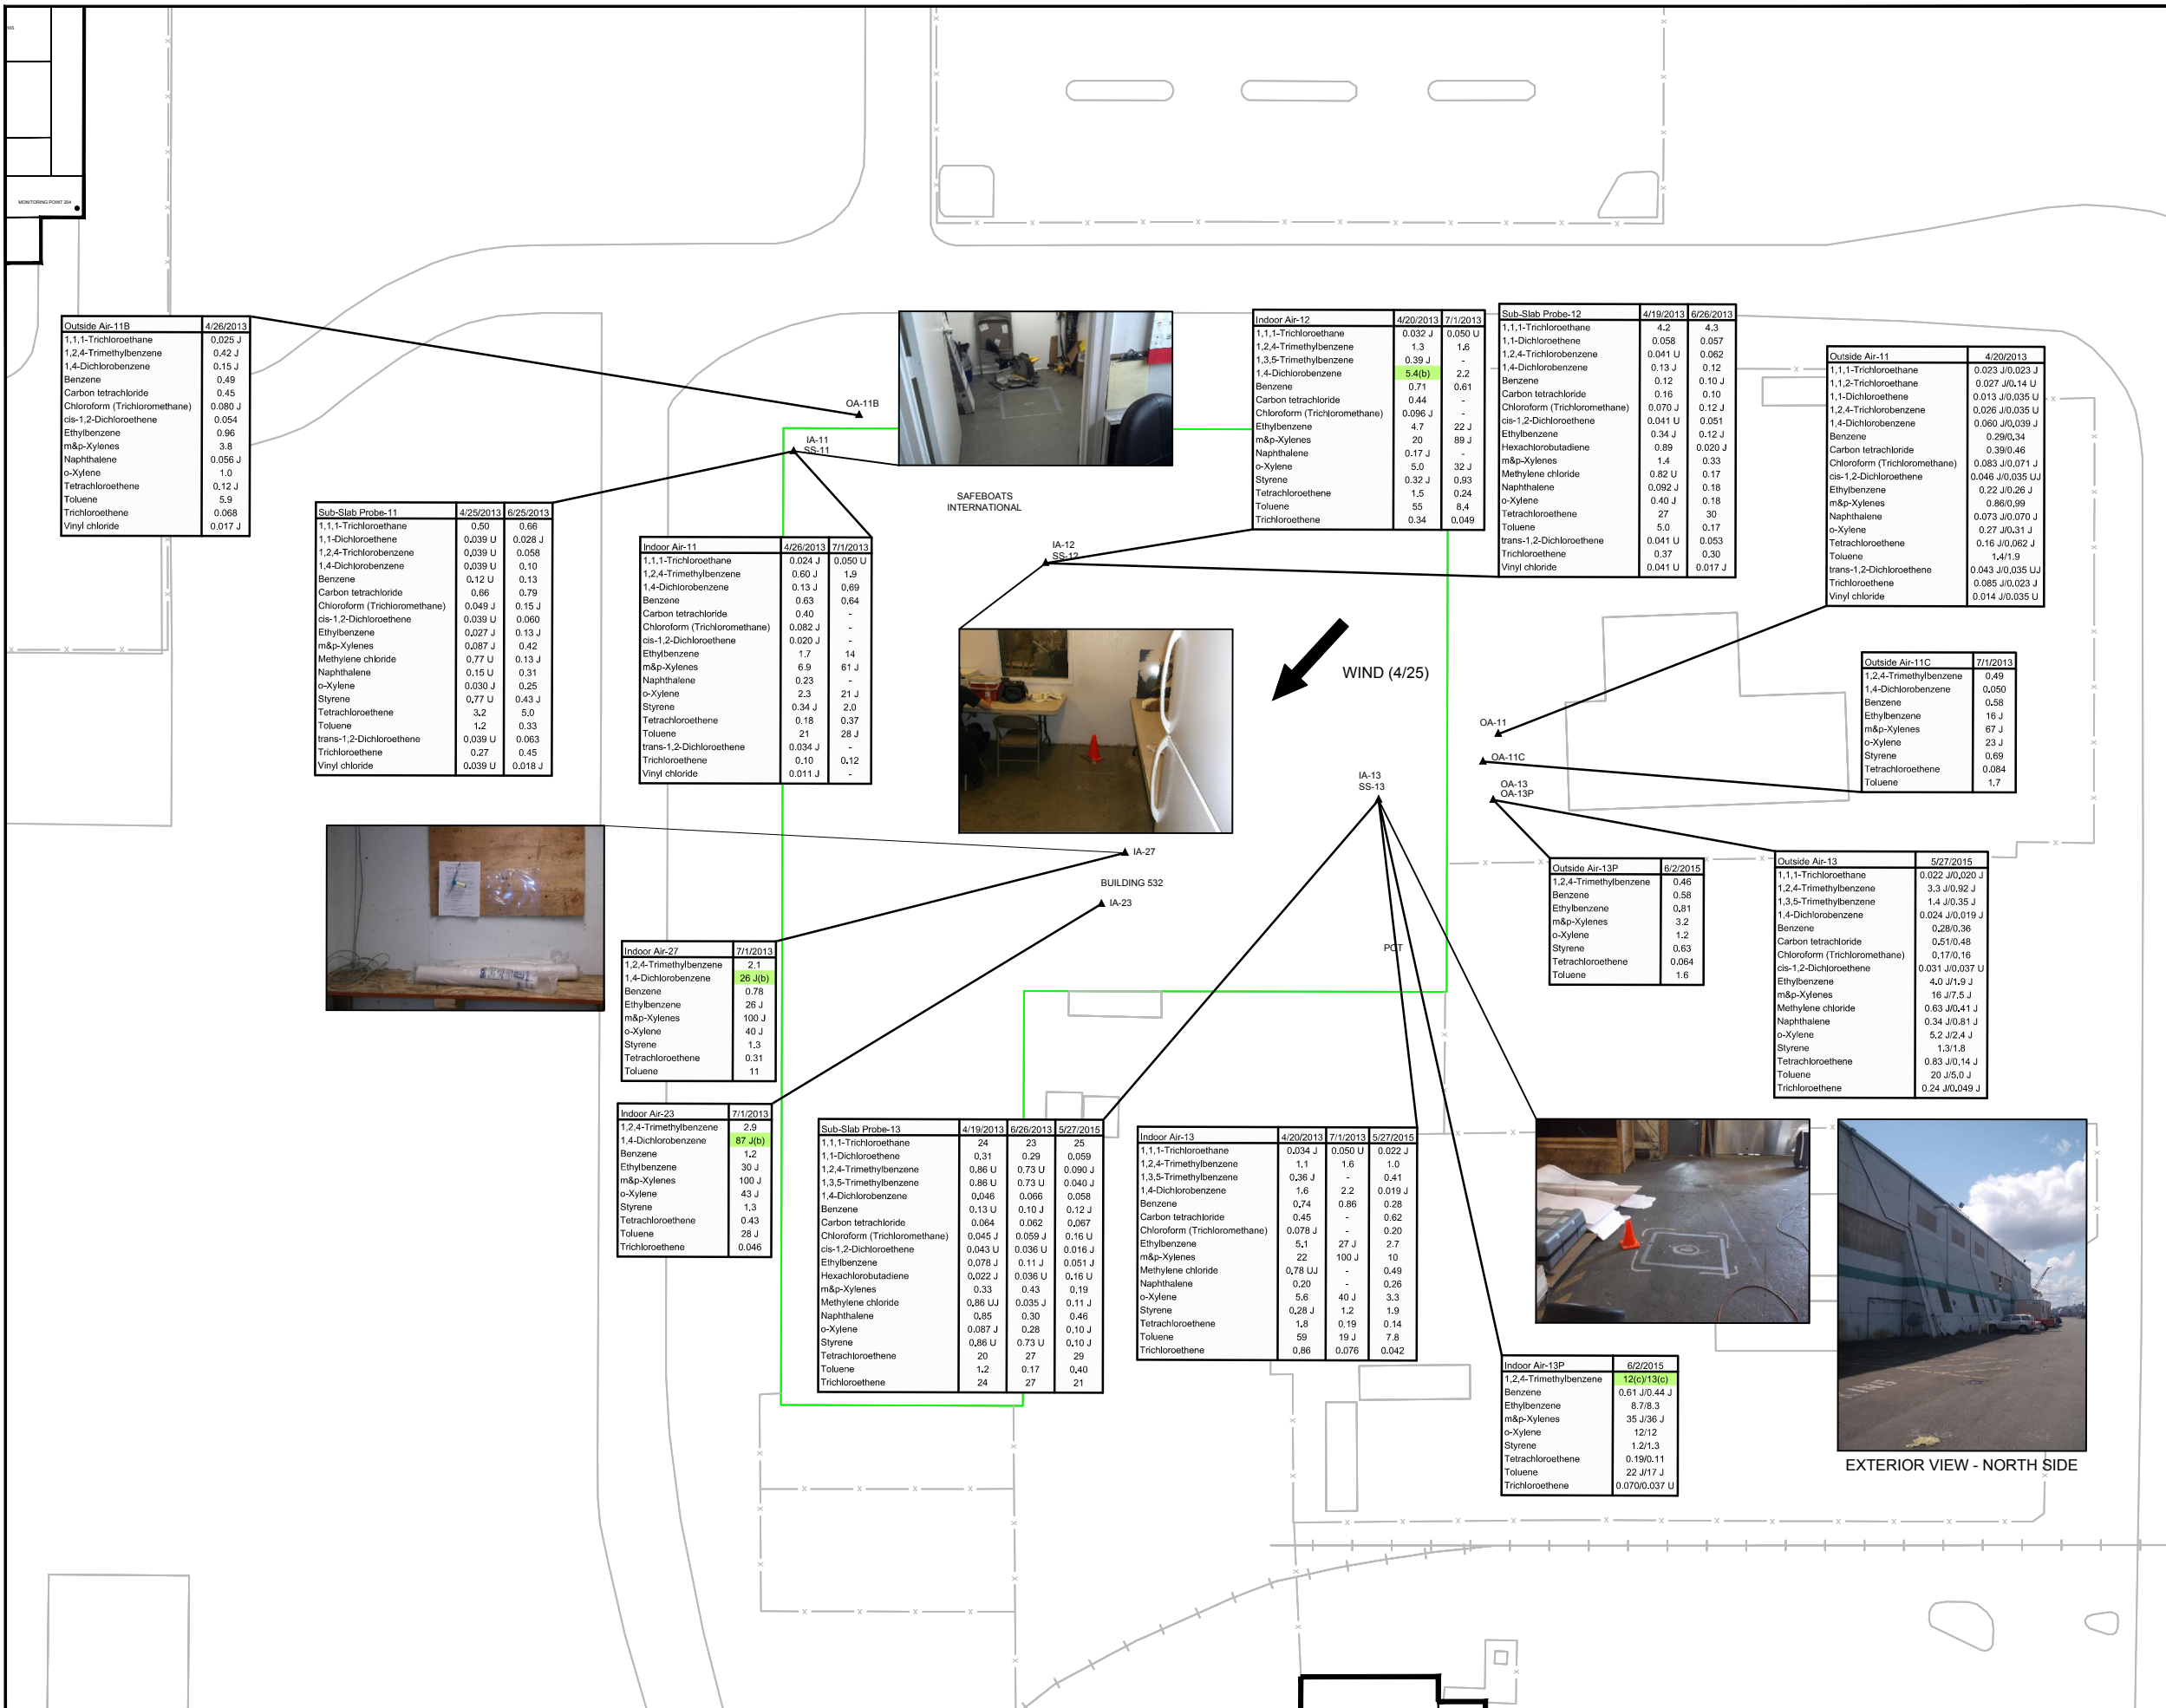 MONITORING POINT 204
Outside Air-11B 4/26/2013
1,1,1-Trichloroethane 0.025 J
1,2,4-Trimethylbenzene 0.42 J
1,4-Dichlorobenzene 0.15 J
Benzene 0.49
Carbon tetrachloride 0.45
Chloroform (Trichloromethane) 0.080 J
cis-1,2-Dichloroethene 0.054
Ethylbenzene 0.96
m&p-Xylenes 3.8
Naphthalene 0.056 J
o-Xylene 1.0
Tetrachloroethene 0.12 J
Toluene 5.9
Trichloroethene 0.068
Vinyl chloride 0.017 J
OA-11B
IA-11
SS-11
SAFEBOATS
INTERNATIONAL
Sub-Slab Probe-11 4/25/2013 6/25/2013
1,1,1-Trichloroethane 0.50 0.66
1,1-Dichloroethene 0.039 U 0.028 J
1,2,4-Trichlorobenzene 0.039 U 0.058
1,4-Dichlorobenzene 0.039 U 0.10
Benzene 0.12 U 0.13
Carbon tetrachloride 0.66 0.79
Chloroform (Trichloromethane) 0.049 J 0.15 J
cis-1,2-Dichloroethene 0.039 U 0.060
Ethylbenzene 0.027 J 0.13 J
m&p-Xylenes 0.087 J 0.42
Methylene chloride 0.77 U 0.13 J
Naphthalene 0.15 U 0.31
o-Xylene 0.030 J 0.25
Styrene 0.77 U 0.43 J
Tetrachloroethene 3.2 5.0
Toluene 1.2 0.33
trans-1,2-Dichloroethene 0.039 U 0.063
Trichloroethene 0.27 0.45
Vinyl chloride 0.039 U 0.018 J
Indoor Air-11 4/26/2013 7/1/2013
1,1,1-Trichloroethane 0.024 J 0.050 U
1,2,4-Trimethylbenzene 0.60 J 1.9
1,4-Dichlorobenzene 0.13 J 0.69
Benzene 0.63 0.64
Carbon tetrachloride 0.40 -
Chloroform (Trichloromethane) 0.082 J -
cis-1,2-Dichloroethene 0.020 J -
Ethylbenzene 1.7 14
m&p-Xylenes 6.9 61 J
Naphthalene 0.23 -
o-Xylene 2.3 21 J
Styrene 0.34 J 2.0
Tetrachloroethene 0.18 0.37
Toluene 21 28 J
trans-1,2-Dichloroethene 0.034 J -
Trichloroethene 0.10 0.12
Vinyl chloride 0.011 J -
Indoor Air-12 4/20/2013 7/1/2013
1,1,1-Trichloroethane 0.032 J 0.050 U
1,2,4-Trimethylbenzene 1.3 1.6
1,3,5-Trimethylbenzene 0.39 J -
1,4-Dichlorobenzene 5.4(b) 2.2
Benzene 0.71 0.61
Carbon tetrachloride 0.44 -
Chloroform (Trichloromethane) 0.096 J -
Ethylbenzene 4.7 22 J
m&p-Xylenes 20 89 J
Naphthalene 0.17 J -
o-Xylene 5.0 32 J
Styrene 0.32 J 0.93
Tetrachloroethene 1.5 0.24
Toluene 55 8.4
Trichloroethene 0.34 0.049
Sub-Slab Probe-12 4/19/2013 6/26/2013
1,1,1-Trichloroethane 4.2 4.3
1,1-Dichloroethene 0.058 0.057
1,2,4-Trichlorobenzene 0.041 U 0.062
1,4-Dichlorobenzene 0.13 J 0.12
Benzene 0.12 0.10 J
Carbon tetrachloride 0.16 0.10
Chloroform (Trichloromethane) 0.070 J 0.12 J
cis-1,2-Dichloroethene 0.041 U 0.051
Ethylbenzene 0.34 J 0.12 J
Hexachlorobutadiene 0.89 0.020 J
m&p-Xylenes 1.4 0.33
Methylene chloride 0.82 U 0.17
Naphthalene 0.092 J 0.18
o-Xylene 0.40 J 0.18
Tetrachloroethene 27 30
Toluene 5.0 0.17
trans-1,2-Dichloroethene 0.041 U 0.053
Trichloroethene 0.37 0.30
Vinyl chloride 0.041 U 0.017 J
Outside Air-11 4/20/2013
1,1,1-Trichloroethane 0.023 J/0.023 J
1,1,2-Trichloroethane 0.027 J/0.14 U
1,1-Dichloroethene 0.013 J/0.035 U
1,2,4-Trichlorobenzene 0.026 J/0.035 U
1,4-Dichlorobenzene 0.060 J/0.039 J
Benzene 0.29/0.34
Carbon tetrachloride 0.39/0.46
Chloroform (Trichloromethane) 0.083 J/0.071 J
cis-1,2-Dichloroethene 0.046 J/0.035 UJ
Ethylbenzene 0.22 J/0.26 J
m&p-Xylenes 0.86/0.99
Naphthalene 0.073 J/0.070 J
o-Xylene 0.27 J/0.31 J
Tetrachloroethene 0.16 J/0.062 J
Toluene 1.4/1.9
trans-1,2-Dichloroethene 0.043 J/0.035 UJ
Trichloroethene 0.085 J/0.023 J
Vinyl chloride 0.014 J/0.035 U
IA-12
SS-12
WIND (4/25)
Outside Air-11C 7/1/2013
1,2,4-Trimethylbenzene 0.49
1,4-Dichlorobenzene 0.050
Benzene 0.58
Ethylbenzene 16 J
m&p-Xylenes 67 J
o-Xylene 23 J
Styrene 0.69
Tetrachloroethene 0.084
Toluene 1.7
OA-11
OA-11C
OA-13
OA-13P
IA-13
SS-13
IA-27
BUILDING 532
IA-23
PCT
Outside Air-13P 6/2/2015
1,2,4-Trimethylbenzene 0.46
Benzene 0.58
Ethylbenzene 0.81
m&p-Xylenes 3.2
o-Xylene 1.2
Styrene 0.63
Tetrachloroethene 0.064
Toluene 1.6
Outside Air-13 5/27/2015
1,1,1-Trichloroethane 0.022 J/0.020 J
1,2,4-Trimethylbenzene 3.3 J/0.92 J
1,3,5-Trimethylbenzene 1.4 J/0.35 J
1,4-Dichlorobenzene 0.024 J/0.019 J
Benzene 0.28/0.36
Carbon tetrachloride 0.51/0.48
Chloroform (Trichloromethane) 0.17/0.16
cis-1,2-Dichloroethene 0.031 J/0.037 U
Ethylbenzene 4.0 J/1.9 J
m&p-Xylenes 16 J/7.5 J
Methylene chloride 0.63 J/0.41 J
Naphthalene 0.34 J/0.81 J
o-Xylene 5.2 J/2.4 J
Styrene 1.3/1.8
Tetrachloroethene 0.83 J/0.14 J
Toluene 20 J/5.0 J
Trichloroethene 0.24 J/0.049 J
Indoor Air-27 7/1/2013
1,2,4-Trimethylbenzene 2.1
1,4-Dichlorobenzene 26 J(b)
Benzene 0.78
Ethylbenzene 26 J
m&p-Xylenes 100 J
o-Xylene 40 J
Styrene 1.3
Tetrachloroethene 0.31
Toluene 11
Indoor Air-23 7/1/2013
1,2,4-Trimethylbenzene 2.9
1,4-Dichlorobenzene 87 J(b)
Benzene 1.2
Ethylbenzene 30 J
m&p-Xylenes 100 J
o-Xylene 43 J
Styrene 1.3
Tetrachloroethene 0.43
Toluene 28 J
Trichloroethene 0.046
Sub-Slab Probe-13 4/19/2013 6/26/2013 5/27/2015
1,1,1-Trichloroethane 24 23 25
1,1-Dichloroethene 0.31 0.29 0.059
1,2,4-Trimethylbenzene 0.86 U 0.73 U 0.090 J
1,3,5-Trimethylbenzene 0.86 U 0.73 U 0.040 J
1,4-Dichlorobenzene 0.046 0.066 0.058
Benzene 0.13 U 0.10 J 0.12 J
Carbon tetrachloride 0.064 0.062 0.067
Chloroform (Trichloromethane) 0.045 J 0.059 J 0.16 U
cis-1,2-Dichloroethene 0.043 U 0.036 U 0.016 J
Ethylbenzene 0.078 J 0.11 J 0.051 J
Hexachlorobutadiene 0.022 J 0.036 U 0.16 U
m&p-Xylenes 0.33 0.43 0.19
Methylene chloride 0.86 UJ 0.035 J 0.11 J
Naphthalene 0.85 0.30 0.46
o-Xylene 0.087 J 0.28 0.10 J
Styrene 0.86 U 0.73 U 0.10 J
Tetrachloroethene 20 27 29
Toluene 1.2 0.17 0.40
Trichloroethene 24 27 21
Indoor Air-13 4/20/2013 7/1/2013 5/27/2015
1,1,1-Trichloroethane 0.034 J 0.050 U 0.022 J
1,2,4-Trimethylbenzene 1.1 1.6 1.0
1,3,5-Trimethylbenzene 0.36 J - 0.41
1,4-Dichlorobenzene 1.6 2.2 0.019 J
Benzene 0.74 0.86 0.28
Carbon tetrachloride 0.45 - 0.62
Chloroform (Trichloromethane) 0.078 J - 0.20
Ethylbenzene 5.1 27 J 2.7
m&p-Xylenes 22 100 J 10
Methylene chloride 0.78 UJ - 0.49
Naphthalene 0.20 - 0.26
o-Xylene 5.6 40 J 3.3
Styrene 0.28 J 1.2 1.9
Tetrachloroethene 1.8 0.19 0.14
Toluene 59 19 J 7.8
Trichloroethene 0.86 0.076 0.042
Indoor Air-13P 6/2/2015
1,2,4-Trimethylbenzene 12(c)/13(c)
Benzene 0.61 J/0.44 J
Ethylbenzene 8.7/8.3
m&p-Xylenes 35 J/36 J
o-Xylene 12/12
Styrene 1.2/1.3
Tetrachloroethene 0.19/0.11
Toluene 22 J/17 J
Trichloroethene 0.070/0.037 U
EXTERIOR VIEW - NORTH SIDE